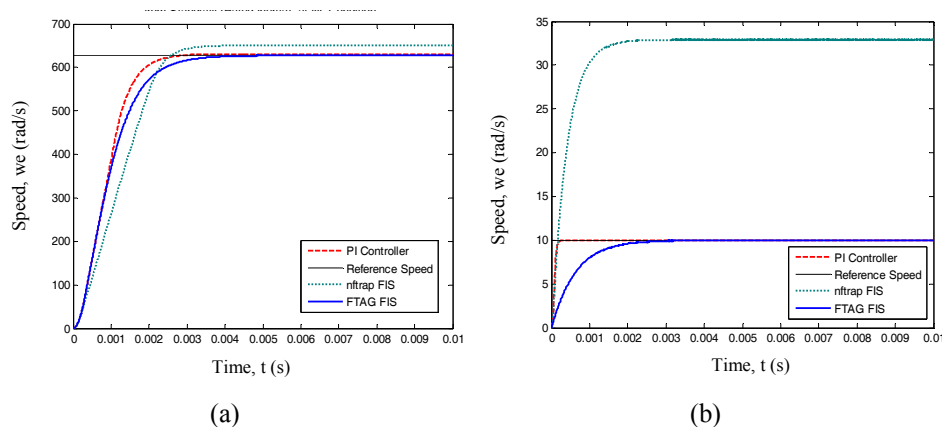 700
600
500
400
300
200
100
0
Speed, we (rad/s)
PI Controller
Reference Speed
nftrap FIS
FTAG FIS
0 0.001 0.002 0.003 0.004 0.005 0.006 0.007 0.008 0.009 0.01
Time, t (s)
(a)
35
30
25
20
15
10
5
0
Speed, we (rad/s)
PI Controller
Reference Speed
nftrap FIS
FTAG FIS
0 0.001 0.002 0.003 0.004 0.005 0.006 0.007 0.008 0.009 0.01
Time, t (s)
(b)